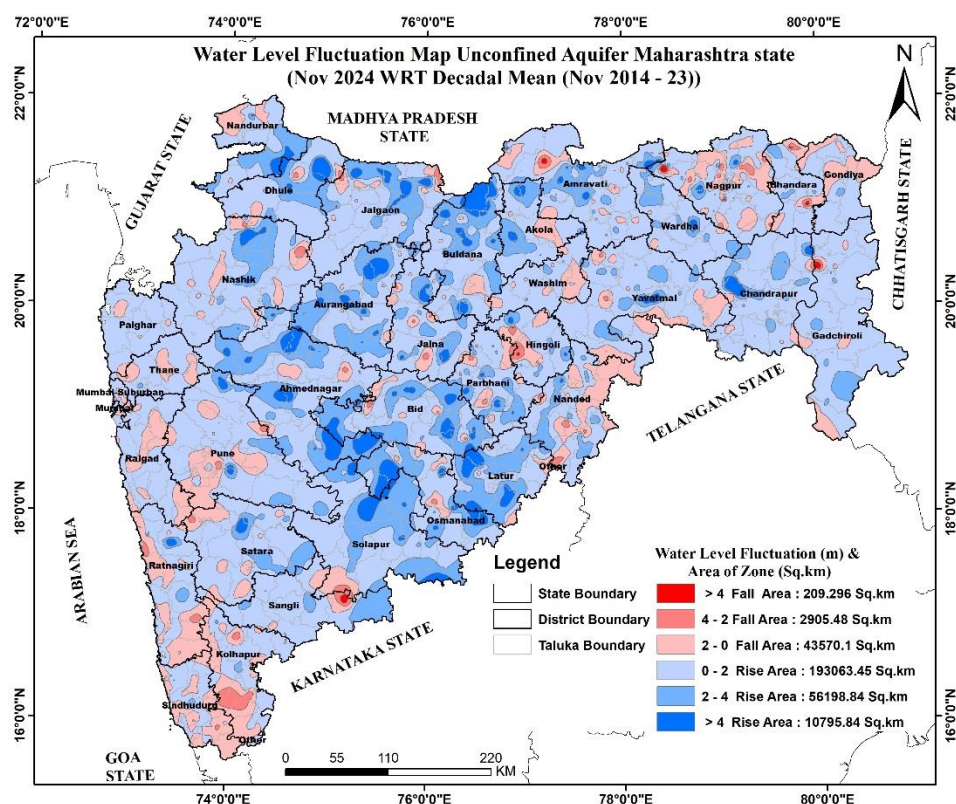 72°0'0"E 74°0'0"E 76°0'0"E 78°0'0"E 80°0'0"E
Water Level Fluctuation Map Unconfined Aquifer Maharashtra state
(Nov 2024 WRT Decadal Mean (Nov 2014 - 23))
N
22°0'0"N
22°0'0"N
MADHYA PRADESH
STATE
GUJARAT STATE
CHHATISGARH STATE
Nandurbar
Dhule
Jalgaon
Amravati
Nagpur
Bhandara
Gondiya
Buldana
Akola
Wardha
Nashik
Washim
20°0'0"N
20°0'0"N
Aurangabad
Yavatmal
Chandrapur
Palghar
Gadchiroli
Jalna
Hingoli
Thane
Mumbai Suburban
Mumbai
Ahmednagar
Parbhani
Bid
Nanded
TELANGANA STATE
Raigad
Pune
Other
Latur
18°0'0"N
18°0'0"N
Osmanabad
Solapur
Satara
Ratnagiri
ARABIAN SEA
Sangli
Kolhapur
KARNATAKA STATE
Sindhudurg
16°0'0"N
16°0'0"N
Other
GOA
STATE
Legend
State Boundary
District Boundary
Taluka Boundary
Water Level Fluctuation (m) &
Area of Zone (Sq.km)
> 4 Fall Area : 209.296 Sq.km
4 - 2 Fall Area : 2905.48 Sq.km
2 - 0 Fall Area : 43570.1 Sq.km
0 - 2 Rise Area : 193063.45 Sq.km
2 - 4 Rise Area : 56198.84 Sq.km
> 4 Rise Area : 10795.84 Sq.km
0 55 110 220
KM
74°0'0"E 76°0'0"E 78°0'0"E 80°0'0"E